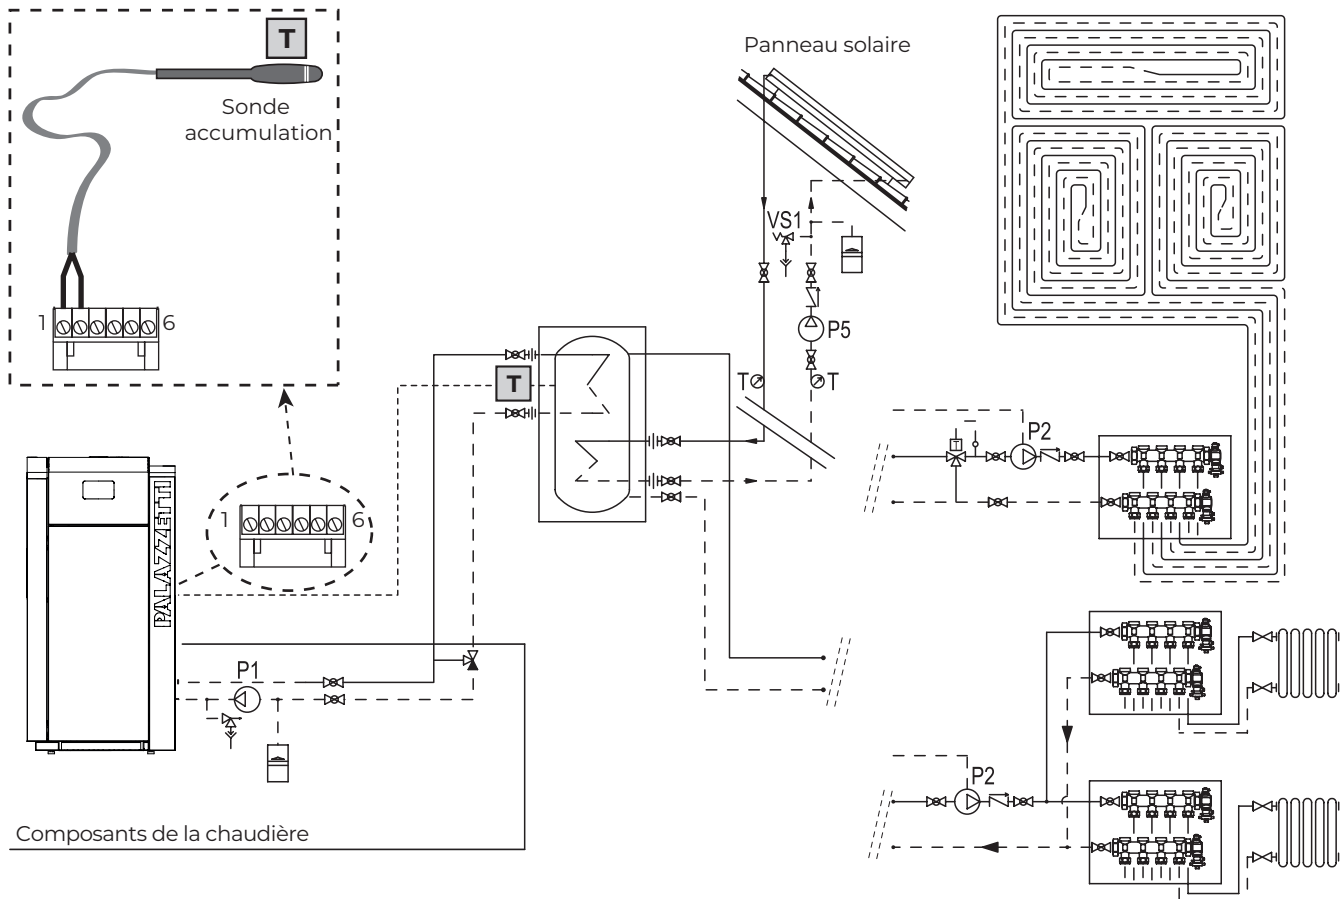 T
Sonde
accumulation
1 6
Panneau solaire
VS1
P5
T T
T
P2
1 6
PALAZZETTI
P1
P2
Composants de la chaudière